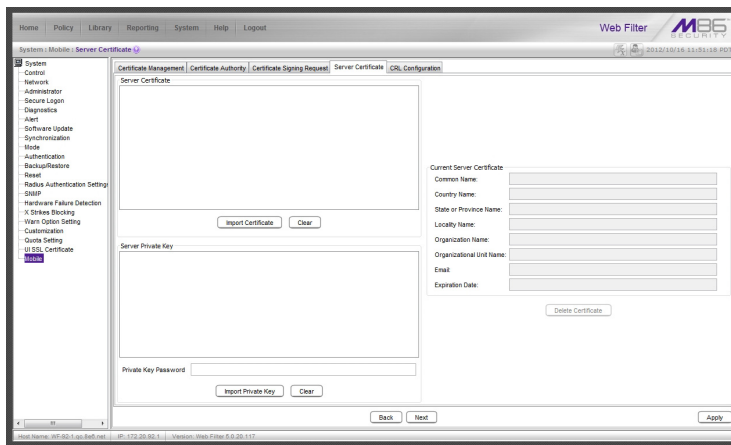 Home Policy Library Reporting System Help Logout
Web Filter
M86
SECURITY
System : Mobile : Server Certificate
2012/10/16 11:51:18 PDT
System
Control
Network
Administrator
Secure Logon
Diagnostics
Alert
Software Update
Synchronization
Mode
Authentication
Backup/Restore
Reset
Radius Authentication Settings
SNMP
Hardware Failure Detection
X Strikes Blocking
Warn Option Setting
Customization
Quota Setting
UI SSL Certificate
Mobile
Certificate Management Certificate Authority Certificate Signing Request Server Certificate CRL Configuration
Server Certificate
Import Certificate Clear
Server Private Key
Private Key Password
Import Private Key Clear
Current Server Certificate
Common Name:
Country Name:
State or Province Name:
Locality Name:
Organization Name:
Organizational Unit Name:
Email
Expiration Date:
Delete Certificate
Back Next Apply
Host Name: WF-92-1.qc.8e6.net IP: 172.20.92.1 Version: Web Filter 5.0.20.117